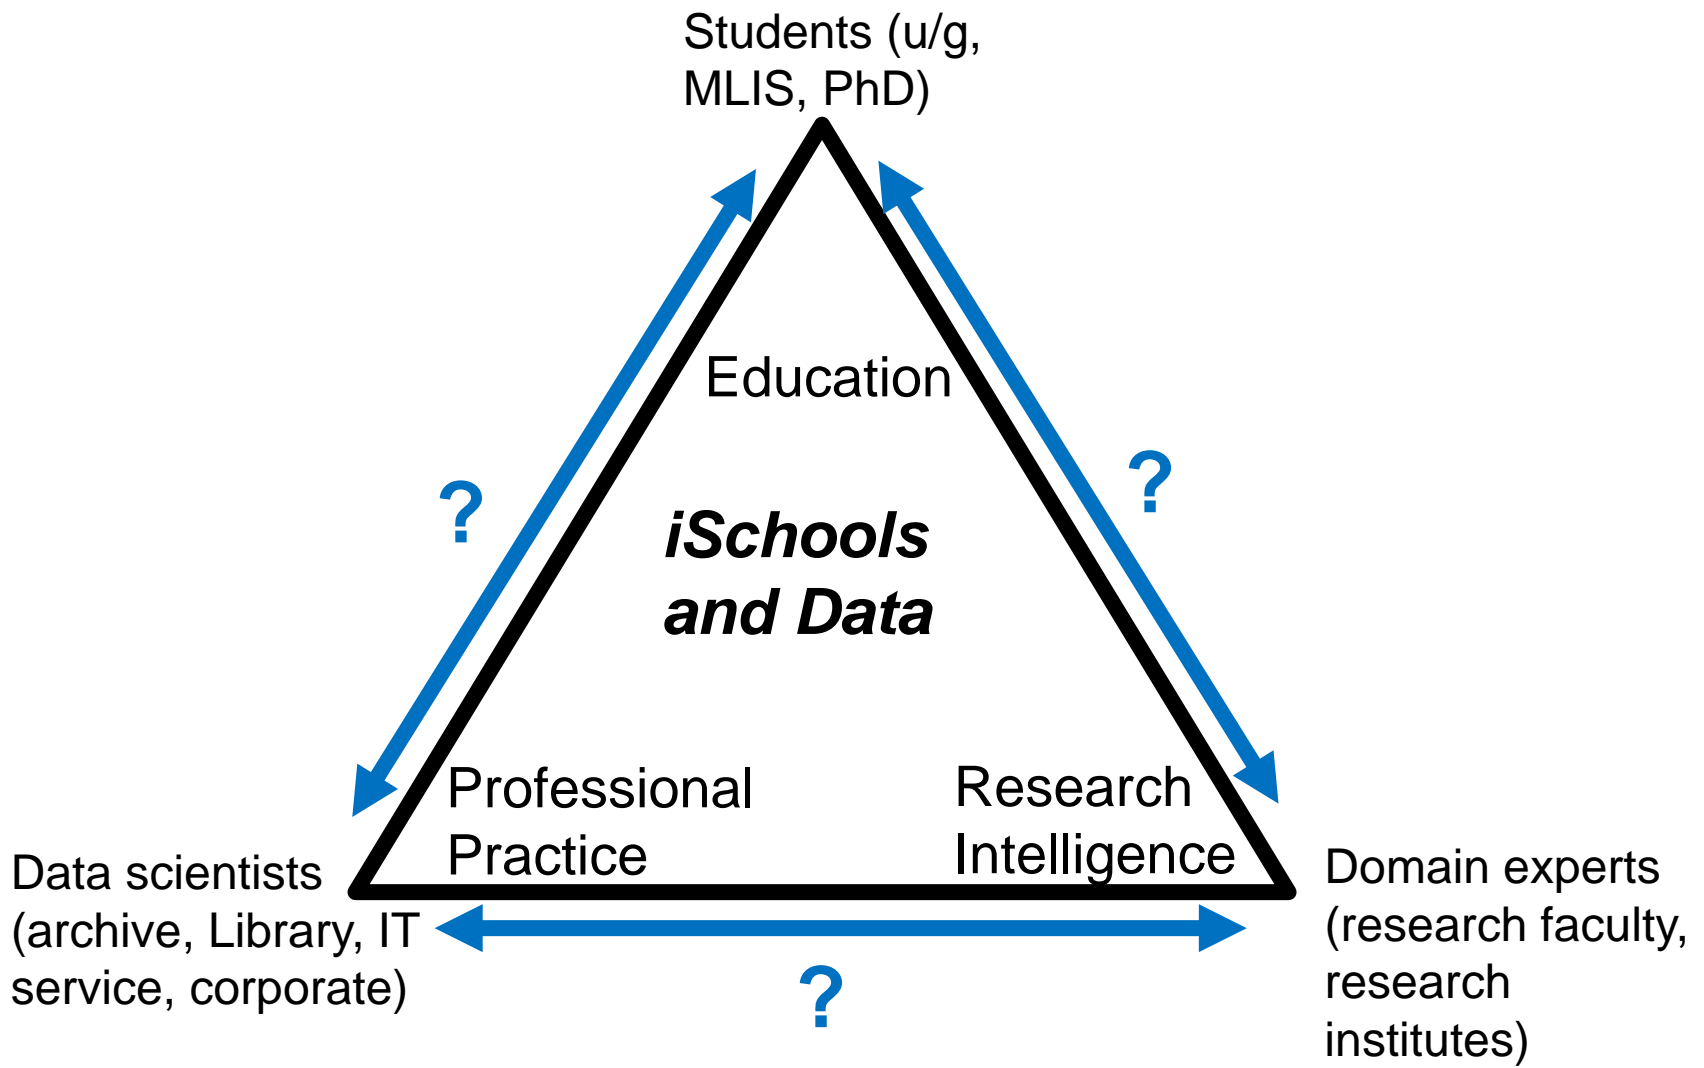 Students (u/g,
MLIS, PhD)
Education
?
?
iSchools
and Data
Professional
Practice
Research
Intelligence
Data scientists
(archive, Library, IT
service, corporate)
Domain experts
(research faculty,
research
institutes)
?